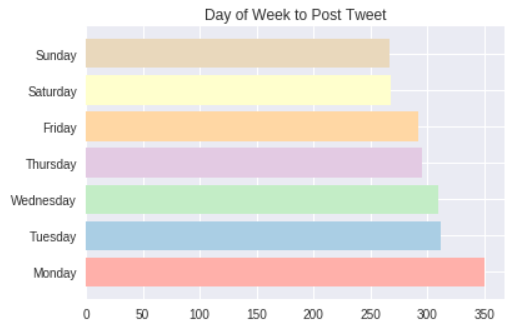 Day of Week to Post Tweet
Sunday
Saturday
Friday
Thursday
Wednesday
Tuesday
Monday
0 50 100 150 200 250 300 350